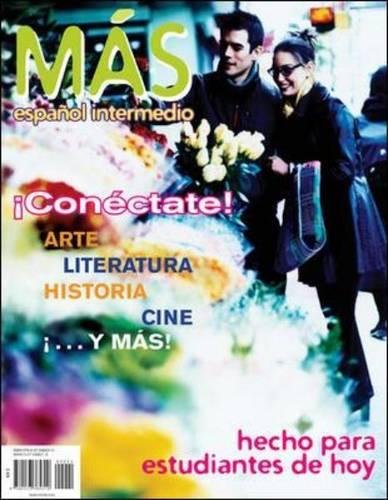 MÁS
español intermedio
¡Conéctate!
ARTE
LITERATURA
HISTORIA
CINE
¡...Y MÁS!
hecho para
estudiantes de hoy